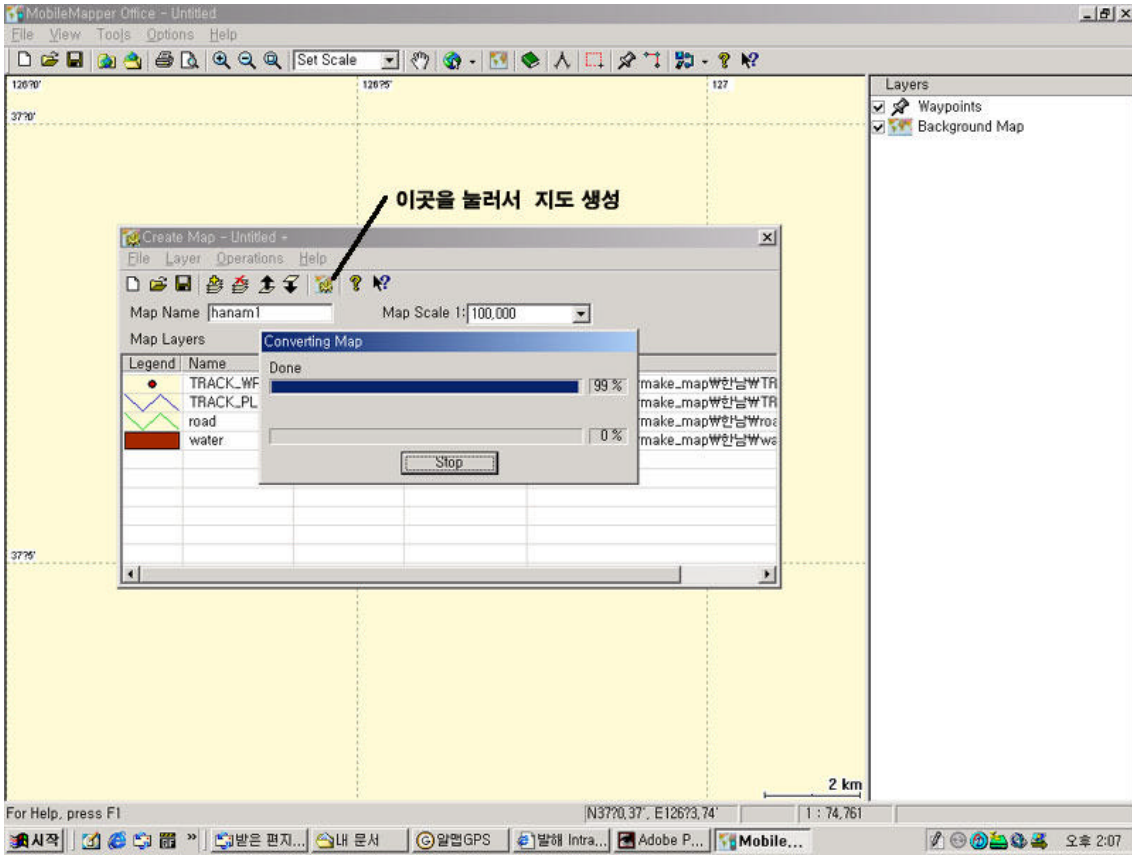 MobileMapper Office - Untitled
File View Tools Options Help
Set Scale
126?0' 126?5' 127
37?0'
Layers
Waypoints
Background Map
이곳을 눌러서 지도 생성
Create Map - Untitled *
File Layer Operations Help
Map Name hanam1 Map Scale 1: 100,000
Map Layers
Converting Map
Legend Name
Done
TRACK_WF 99 % make_map₩한남₩TR
TRACK_PL make_map₩한남₩TR
road make_map₩한남₩roa
water 0 % make_map₩한남₩wa
Stop
37?5'
2 km
For Help, press F1 N37?0,37', E126?3,74' 1 : 74,761
시작 » 받은 편지... 내 문서 알맵GPS 발해 Intra... Adobe P... Mobile... 오후 2:07